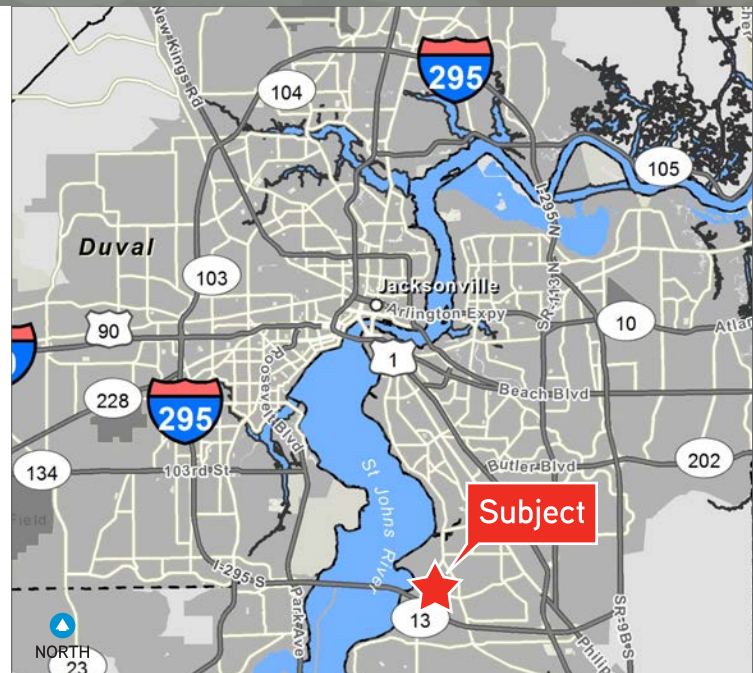 New Kings Rd
295
104
105
I-295 N
Duval
SR-113 N
103
Jacksonville
Arlington Expy
10
90
1
Roosevelt Blvd
Beach Blvd
228
295
Butler Blvd
202
134
103rd St
St Johns River
Subject
Field
I-295 S
13
Park Ave
SR-9B S
NORTH
23